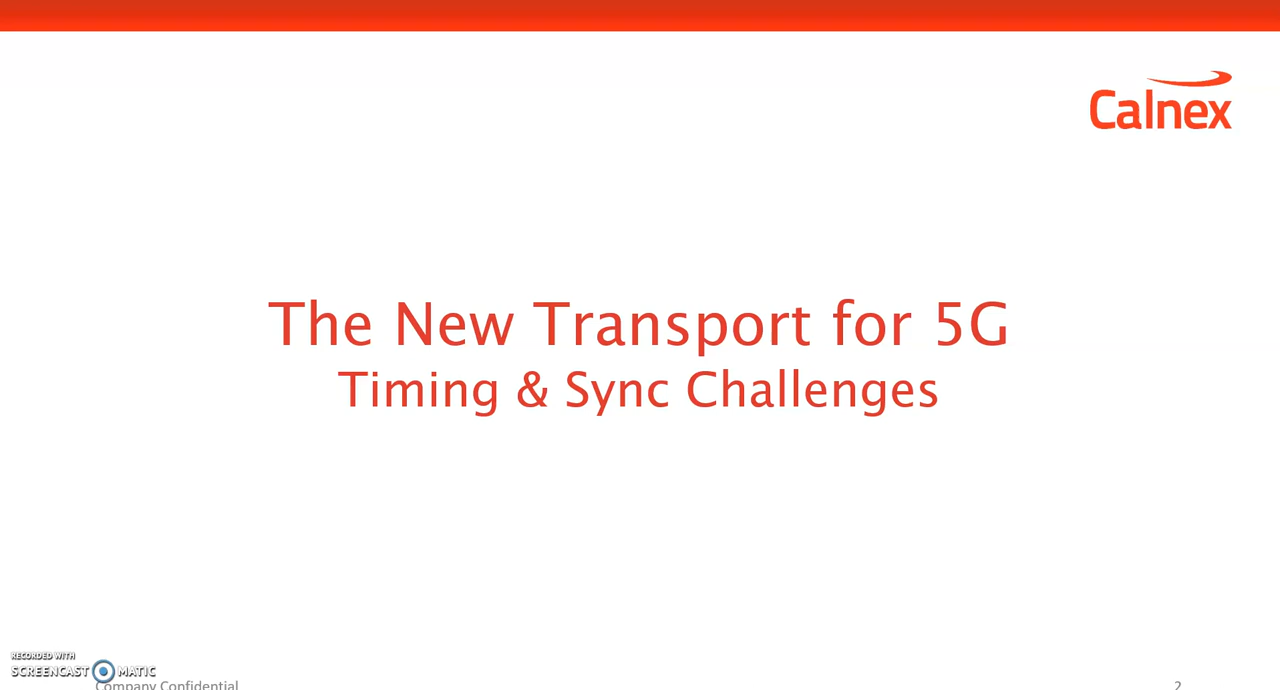 Calnex
The New Transport for 5G
Timing & Sync Challenges
RECORDED WITH
SCREENCAST MATIC
Company Confidential
2